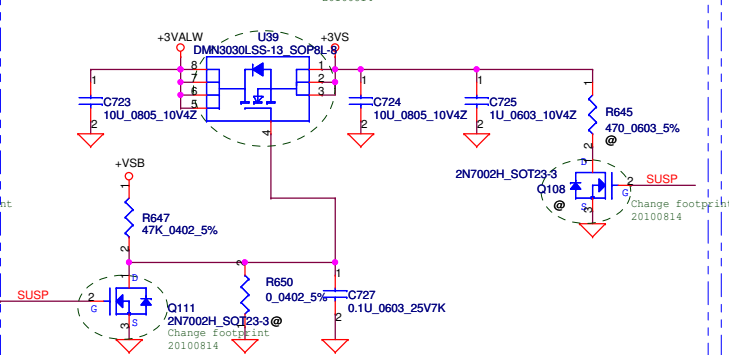 20100814
+3VALW
U39
+3VS
DMN3030LSS-13_SOP8L-8
8
7
6
5
1
2
3
4
1
C723
10U_0805_10V4Z
2
1
C724
10U_0805_10V4Z
2
1
C725
1U_0603_10V4Z
2
1
R645
470_0603_5%
@
2
+VSB
1
R647
47K_0402_5%
2
2N7002H_SOT23-3
Q108
@
D
1
2
G
S
3
SUSP
Change footprint
20100814
nt
SUSP
2
G
1
D
S
3
Q111
2N7002H_SOT23-3
@
Change footprint
20100814
2
R650
0_0402_5%
1
1
C727
0.1U_0603_25V7K
2